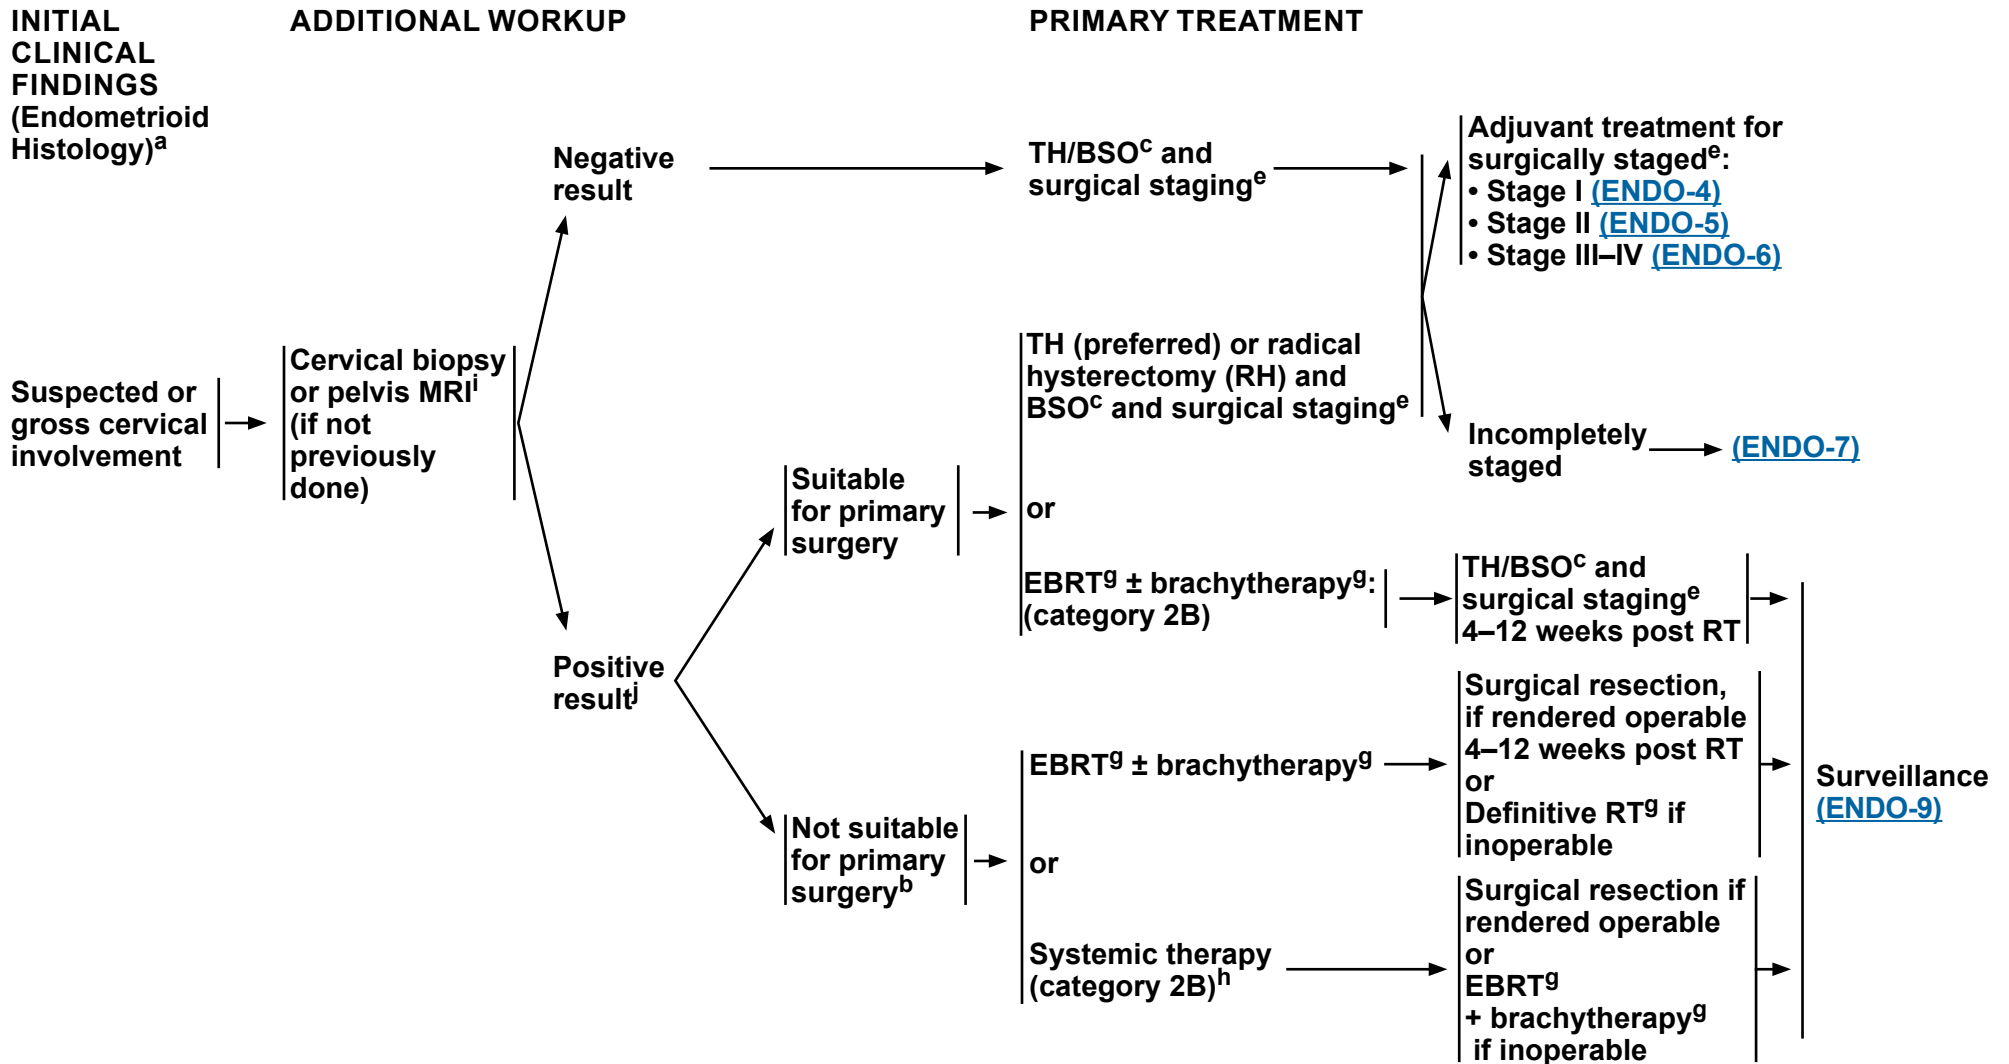 INITIAL
CLINICAL
FINDINGS
(Endometrioid
Histology)a
ADDITIONAL WORKUP
PRIMARY TREATMENT
Suspected or
gross cervical
involvement
Cervical biopsy
or pelvis MRIi
(if not
previously
done)
Negative
result
TH/BSOc and
surgical staginge
Adjuvant treatment for
surgically stagede:
• Stage I (ENDO-4)
• Stage II (ENDO-5)
• Stage III–IV (ENDO-6)
Incompletely
staged
(ENDO-7)
Positive
resultj
Suitable
for primary
surgery
TH (preferred) or radical
hysterectomy (RH) and
BSOc and surgical staginge
or
EBRTg ± brachytherapyg:
(category 2B)
TH/BSOc and
surgical staginge
4–12 weeks post RT
Not suitable
for primary
surgeryb
EBRTg ± brachytherapyg
or
Systemic therapy
(category 2B)h
Surgical resection,
if rendered operable
4–12 weeks post RT
or
Definitive RTg if
inoperable
Surgical resection if
rendered operable
or
EBRTg
+ brachytherapyg
if inoperable
Surveillance
(ENDO-9)